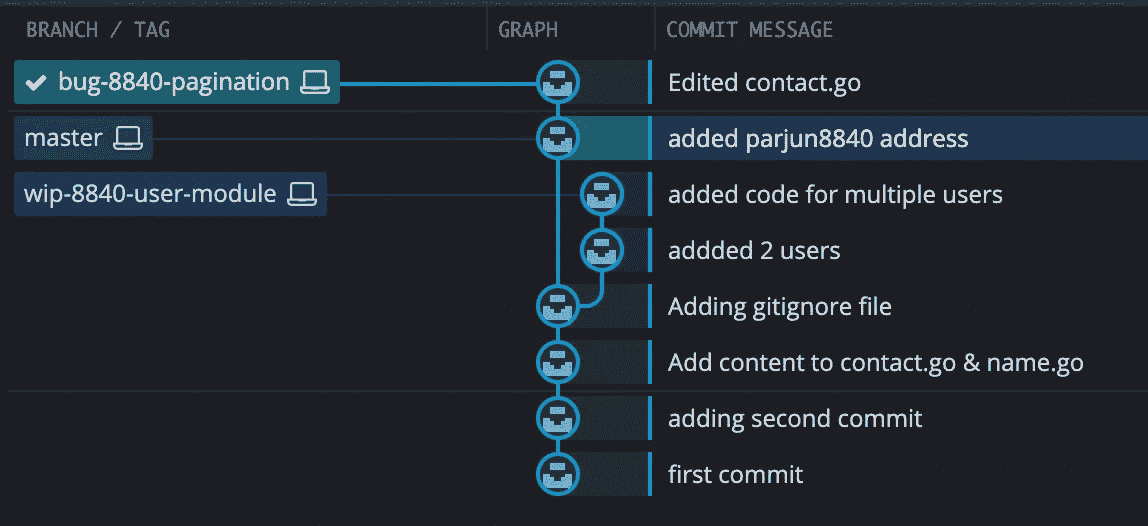 BRANCH / TAG GRAPH COMMIT MESSAGE
bug-8840-pagination Edited contact.go
master added parjun8840 address
wip-8840-user-module added code for multiple users
addded 2 users
Adding gitignore file
Add content to contact.go & name.go
adding second commit
first commit